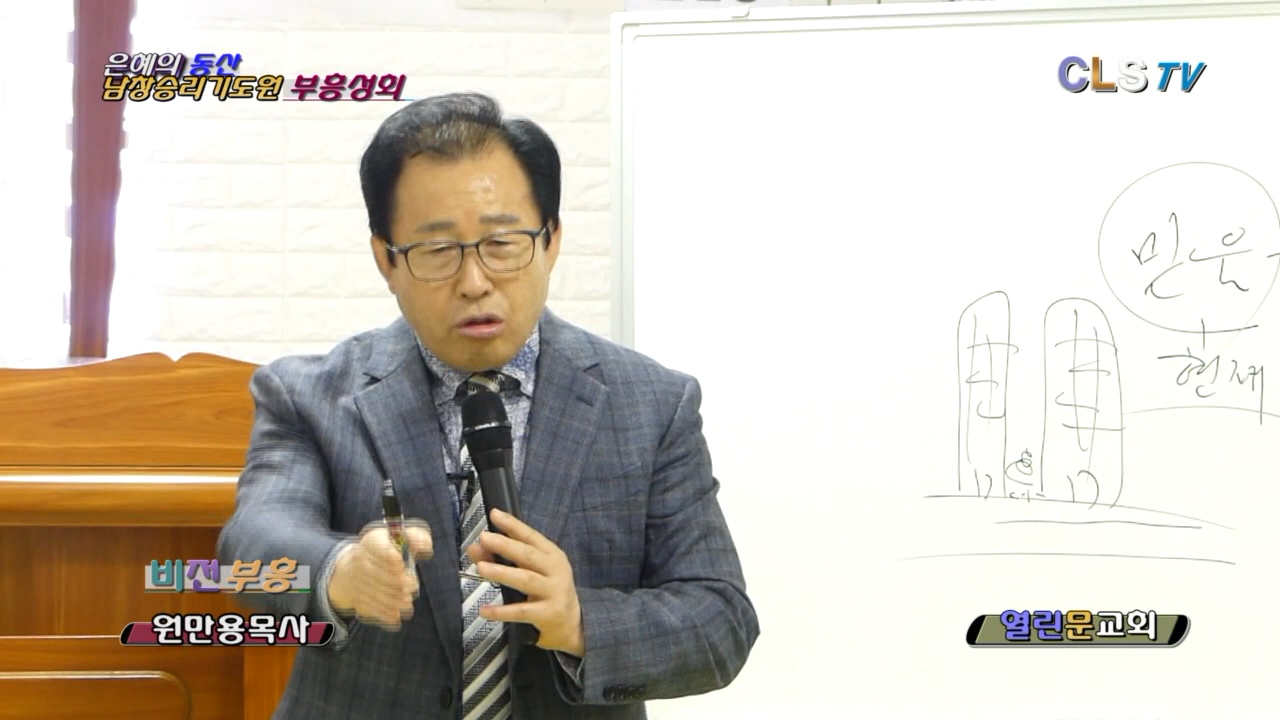 은혜의 동산
남창승리기도원 부흥성회
CLS TV
믿은
현재
비전부흥
원만용목사
열린문교회